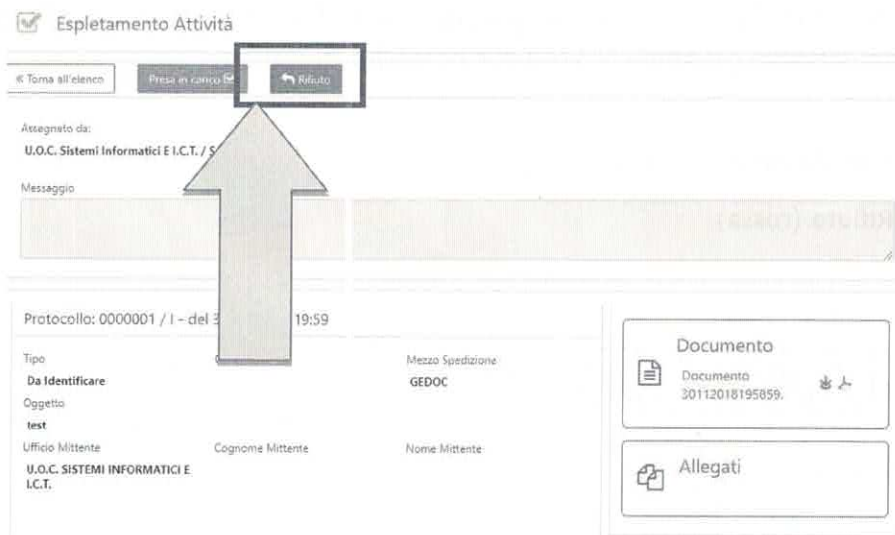 Espletamento Attività
« Torna all'elenco
Presa in carico
Rifiuto
Assegnato da:
U.O.C. Sistemi Informatici E I.C.T. / S
Messaggio
Protocollo: 0000001 / I - del 3 19:59
Tipo
Mezzo Spedizione
Da Identificare
GEDOC
Oggetto
test
Ufficio Mittente
Cognome Mittente
Nome Mittente
U.O.C. SISTEMI INFORMATICI E
I.C.T.
Documento
Documento
30112018195859.
Allegati